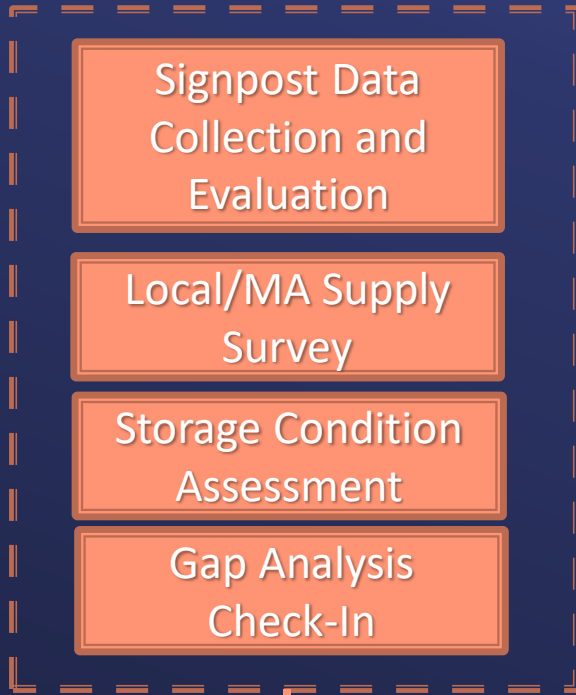 Signpost Data
Collection and
Evaluation
Local/MA Supply
Survey
Storage Condition
Assessment
Gap Analysis
Check-In